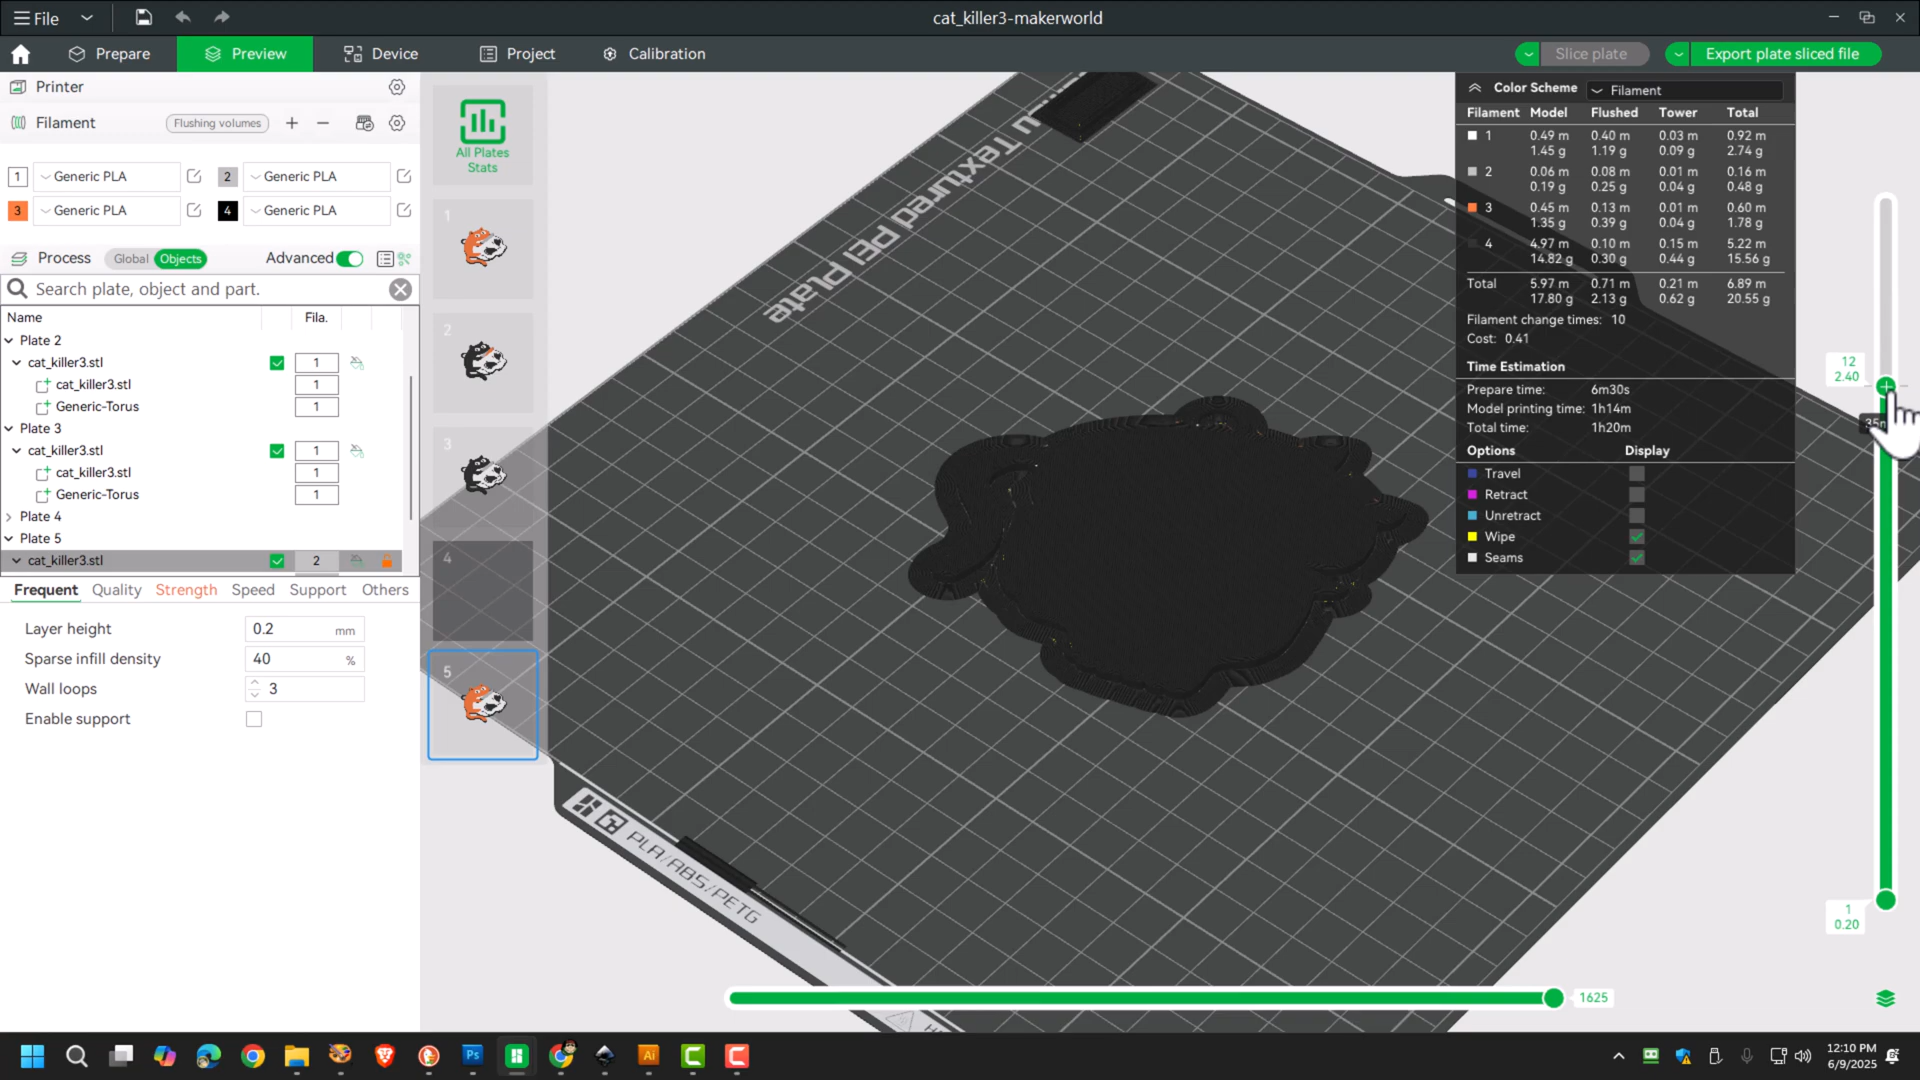 File
cat_killer3-makerworld
Prepare Preview Device Project Calibration Slice plate Export plate sliced file
Printer
Filament Flushing volumes
1 Generic PLA 2 Generic PLA
3 Generic PLA 4 Generic PLA
Process Global Objects Advanced
Search plate, object and part.
Name Fila.
Plate 2
cat_killer3.stl 1
cat_killer3.stl 1
Generic-Torus 1
Plate 3
cat_killer3.stl 1
cat_killer3.stl 1
Generic-Torus 1
Plate 4
Plate 5
cat_killer3.stl 2
Frequent Quality Strength Speed Support Others
Layer height 0.2 mm
Sparse infill density 40 %
Wall loops 3
Enable support
All Plates
Stats
1
2
3
4
5
u Textured PEI Plate
PLA/ABS/PETG
Color Scheme Filament
Filament Model Flushed Tower Total
1 0.49 m 0.40 m 0.03 m 0.92 m
1.45 g 1.19 g 0.09 g 2.74 g
2 0.06 m 0.08 m 0.01 m 0.16 m
0.19 g 0.25 g 0.04 g 0.48 g
3 0.45 m 0.13 m 0.01 m 0.60 m
1.35 g 0.39 g 0.04 g 1.78 g
4 4.97 m 0.10 m 0.15 m 5.22 m
14.82 g 0.30 g 0.44 g 15.56 g
Total 5.97 m 0.71 m 0.21 m 6.89 m
17.80 g 2.13 g 0.62 g 20.55 g
Filament change times: 10
Cost: 0.41
Time Estimation
Prepare time: 6m30s
Model printing time: 1h14m
Total time: 1h20m
Options Display
Travel
Retract
Unretract
Wipe
Seams
12
2.40
1
0.20
1625
Ps Ai C C
12:10 PM
6/9/2025